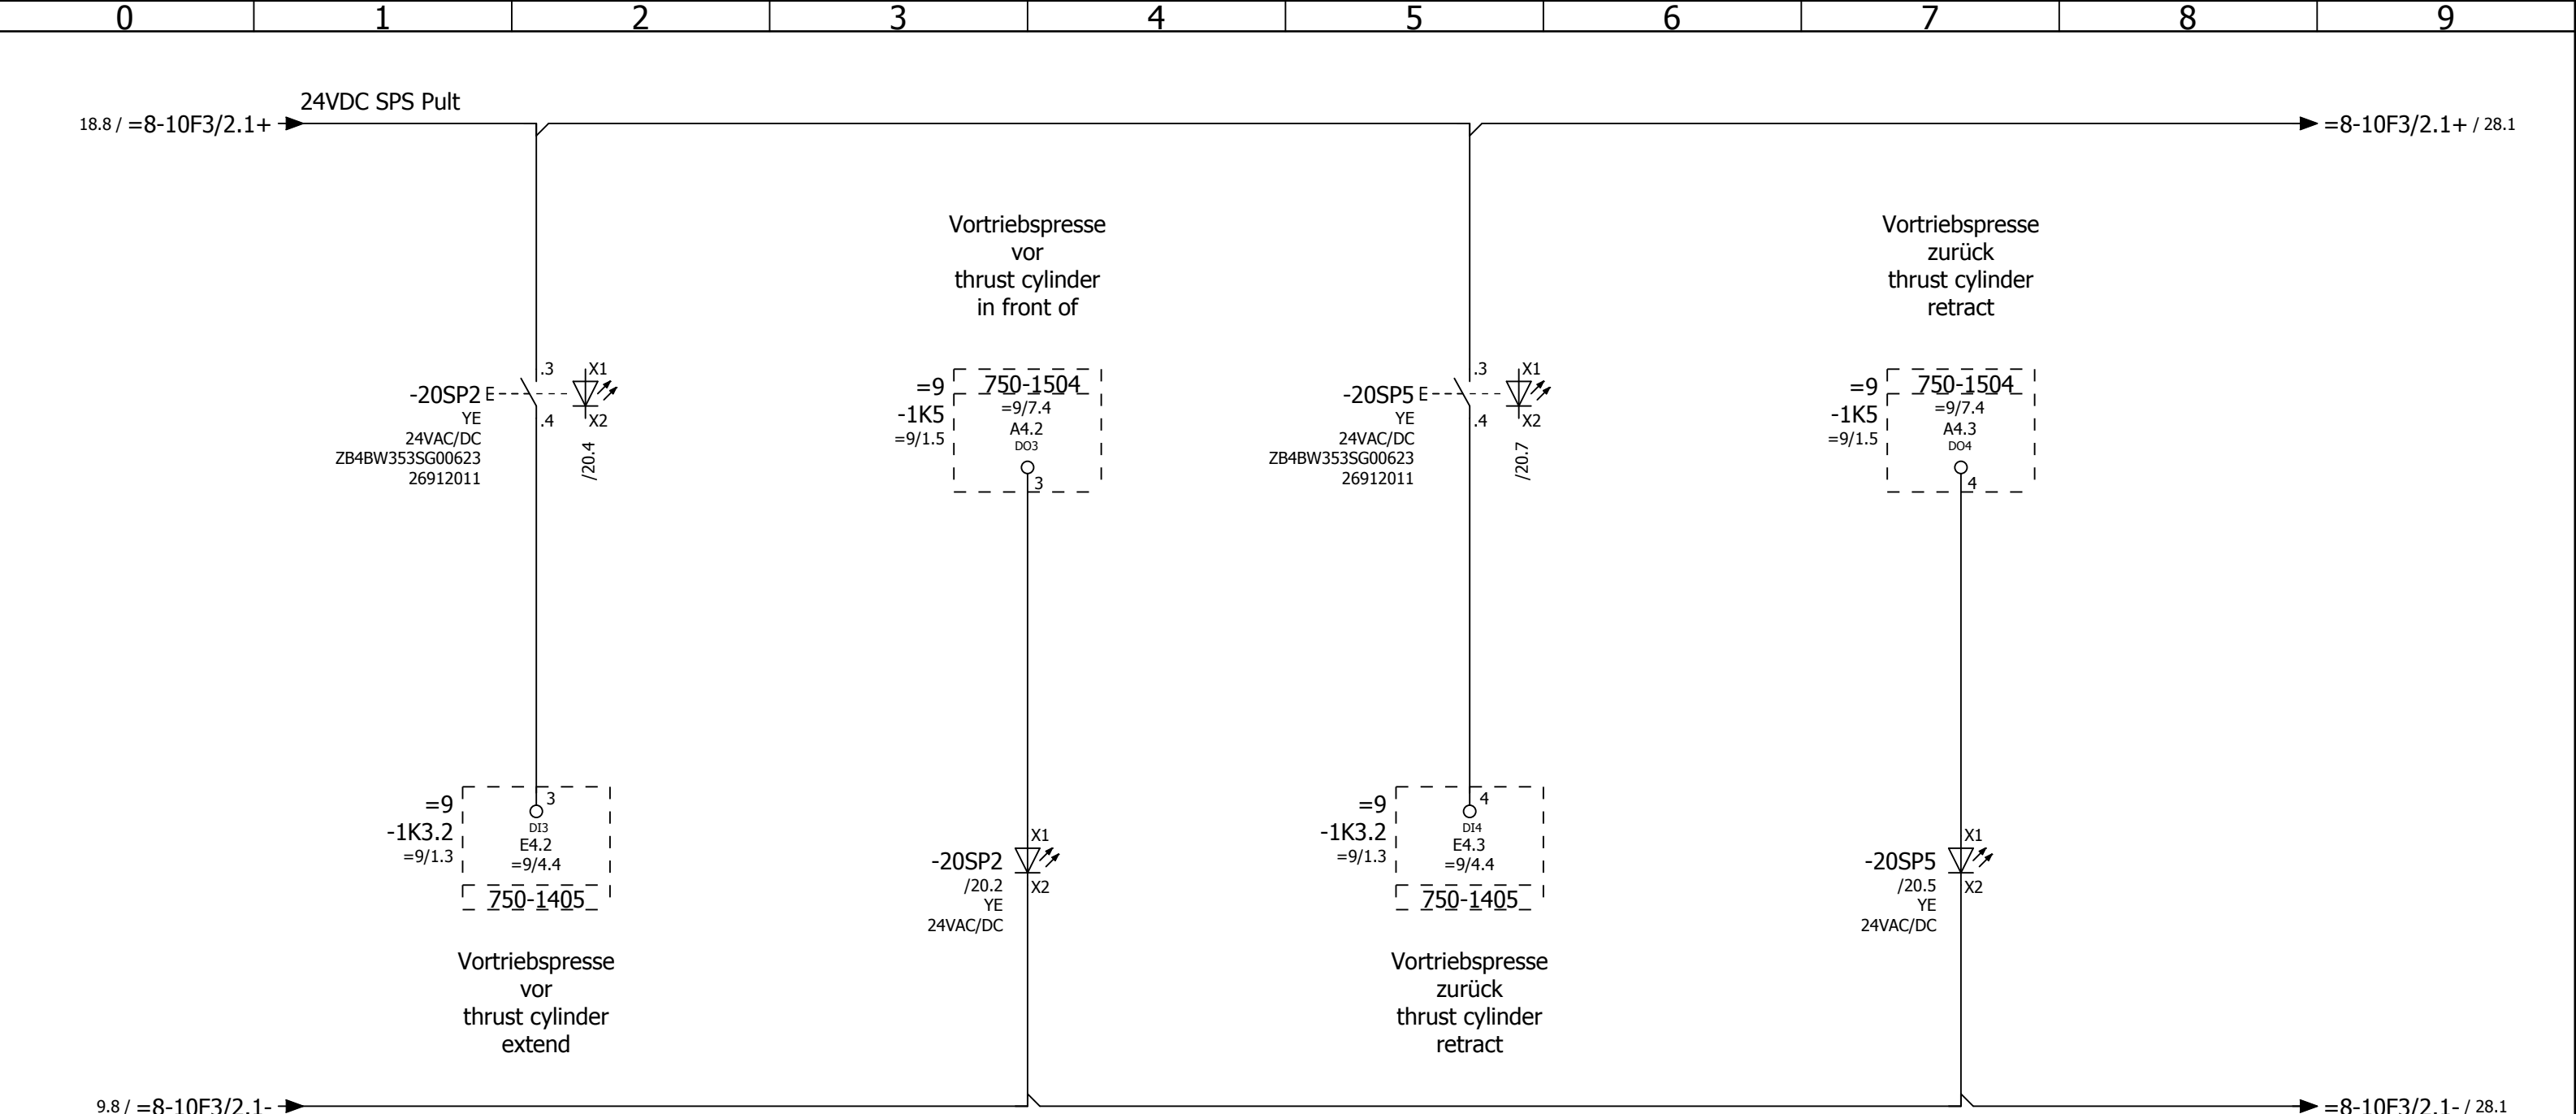 0 1 2 3 4 5 6 7 8 9
24VDC SPS Pult
18.8 / =8-10F3/2.1+
=8-10F3/2.1+ / 28.1
Vortriebspresse
vor
thrust cylinder
in front of
Vortriebspresse
zurück
thrust cylinder
retract
-20SP2
YE
24VAC/DC
ZB4BW353SG00623
26912011
.3
.4
X1
X2
/20.4
=9
-1K5
=9/1.5
750-1504
=9/7.4
A4.2
DO3
3
-20SP5
YE
24VAC/DC
ZB4BW353SG00623
26912011
.3
.4
X1
X2
/20.7
=9
-1K5
=9/1.5
750-1504
=9/7.4
A4.3
DO4
4
=9
-1K3.2
=9/1.3
3
DI3
E4.2
=9/4.4
750-1405
Vortriebspresse
vor
thrust cylinder
extend
-20SP2
/20.2
YE
24VAC/DC
X1
X2
=9
-1K3.2
=9/1.3
4
DI4
E4.3
=9/4.4
750-1405
Vortriebspresse
zurück
thrust cylinder
retract
-20SP5
/20.5
YE
24VAC/DC
X1
X2
9.8 / =8-10F3/2.1-
=8-10F3/2.1- / 28.1